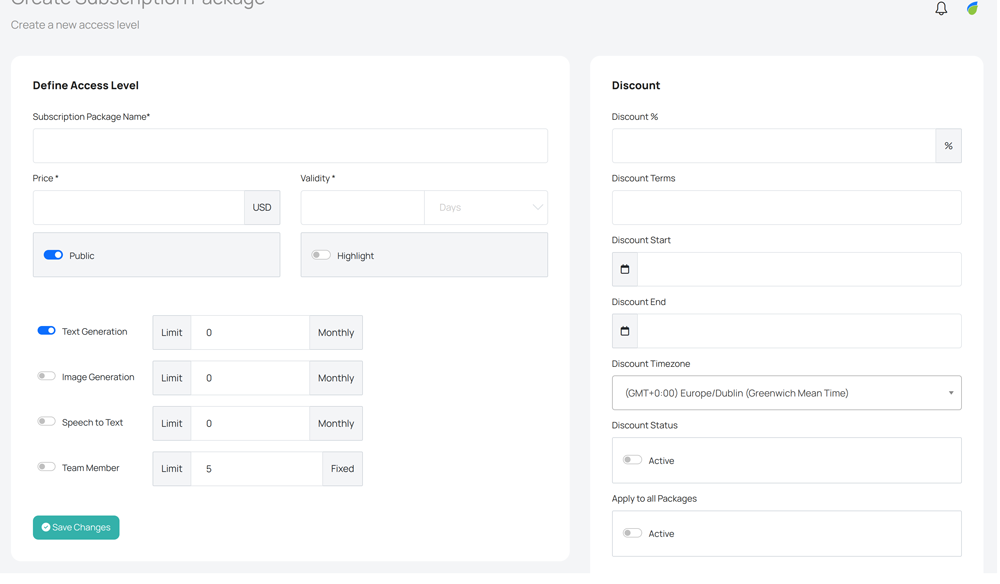 Create Subscription Package
Create a new access level
Define Access Level
Subscription Package Name*
Price *
Validity *
USD
Days
Public
Highlight
Text Generation
Limit
0
Monthly
Image Generation
Limit
0
Monthly
Speech to Text
Limit
0
Monthly
Team Member
Limit
5
Fixed
Save Changes
Discount
Discount %
%
Discount Terms
Discount Start
Discount End
Discount Timezone
(GMT+0:00) Europe/Dublin (Greenwich Mean Time)
Discount Status
Active
Apply to all Packages
Active